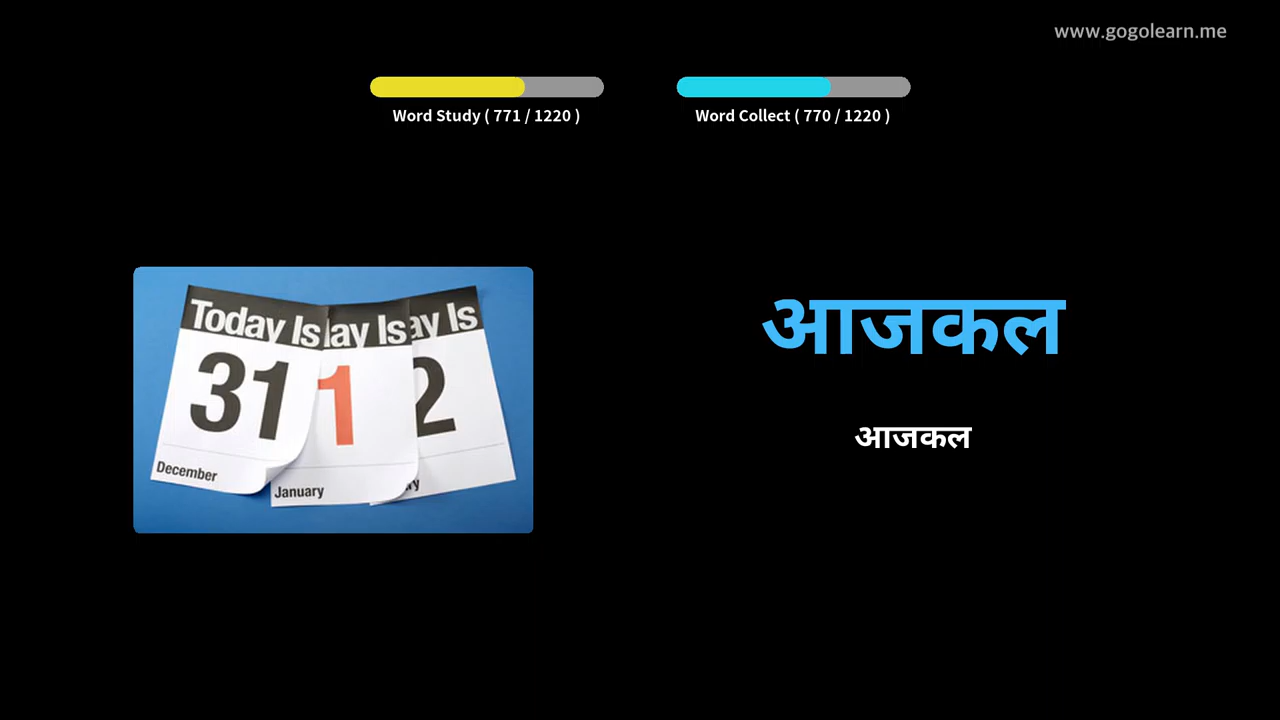 www.gogolearn.me
Word Study ( 771 / 1220 )
Word Collect ( 770 / 1220 )
Today Is
31
December
ay Is
1
January
ay Is
2
ry
आजकल
आजकल